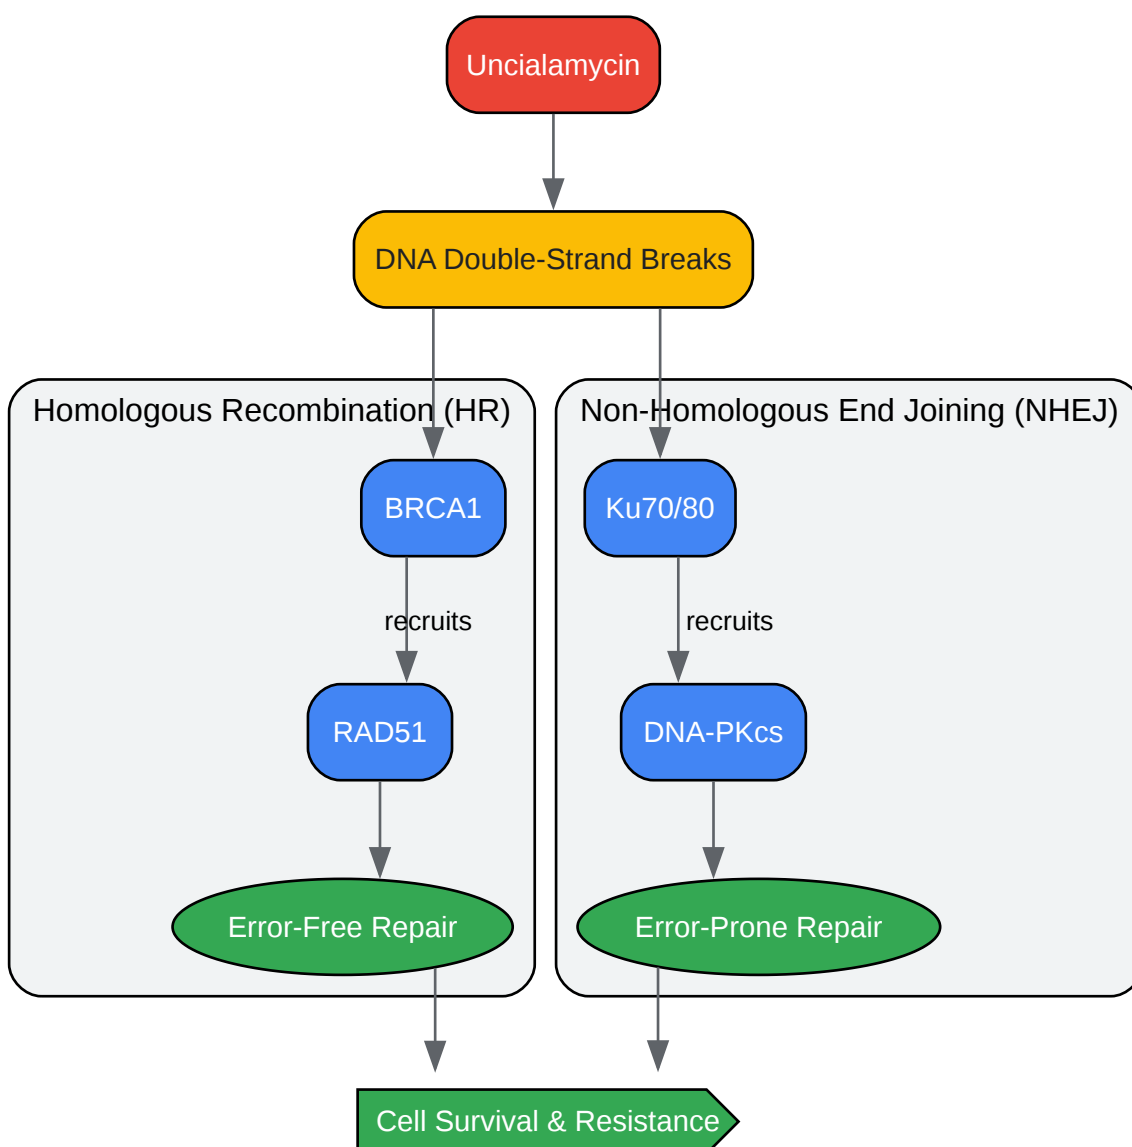 Uncialamycin
DNA Double-Strand Breaks
Homologous Recombination (HR)
Non-Homologous End Joining (NHEJ)
BRCA1
Ku70/80
recruits
recruits
RAD51
DNA-PKcs
Error-Free Repair
Error-Prone Repair
Cell Survival & Resistance